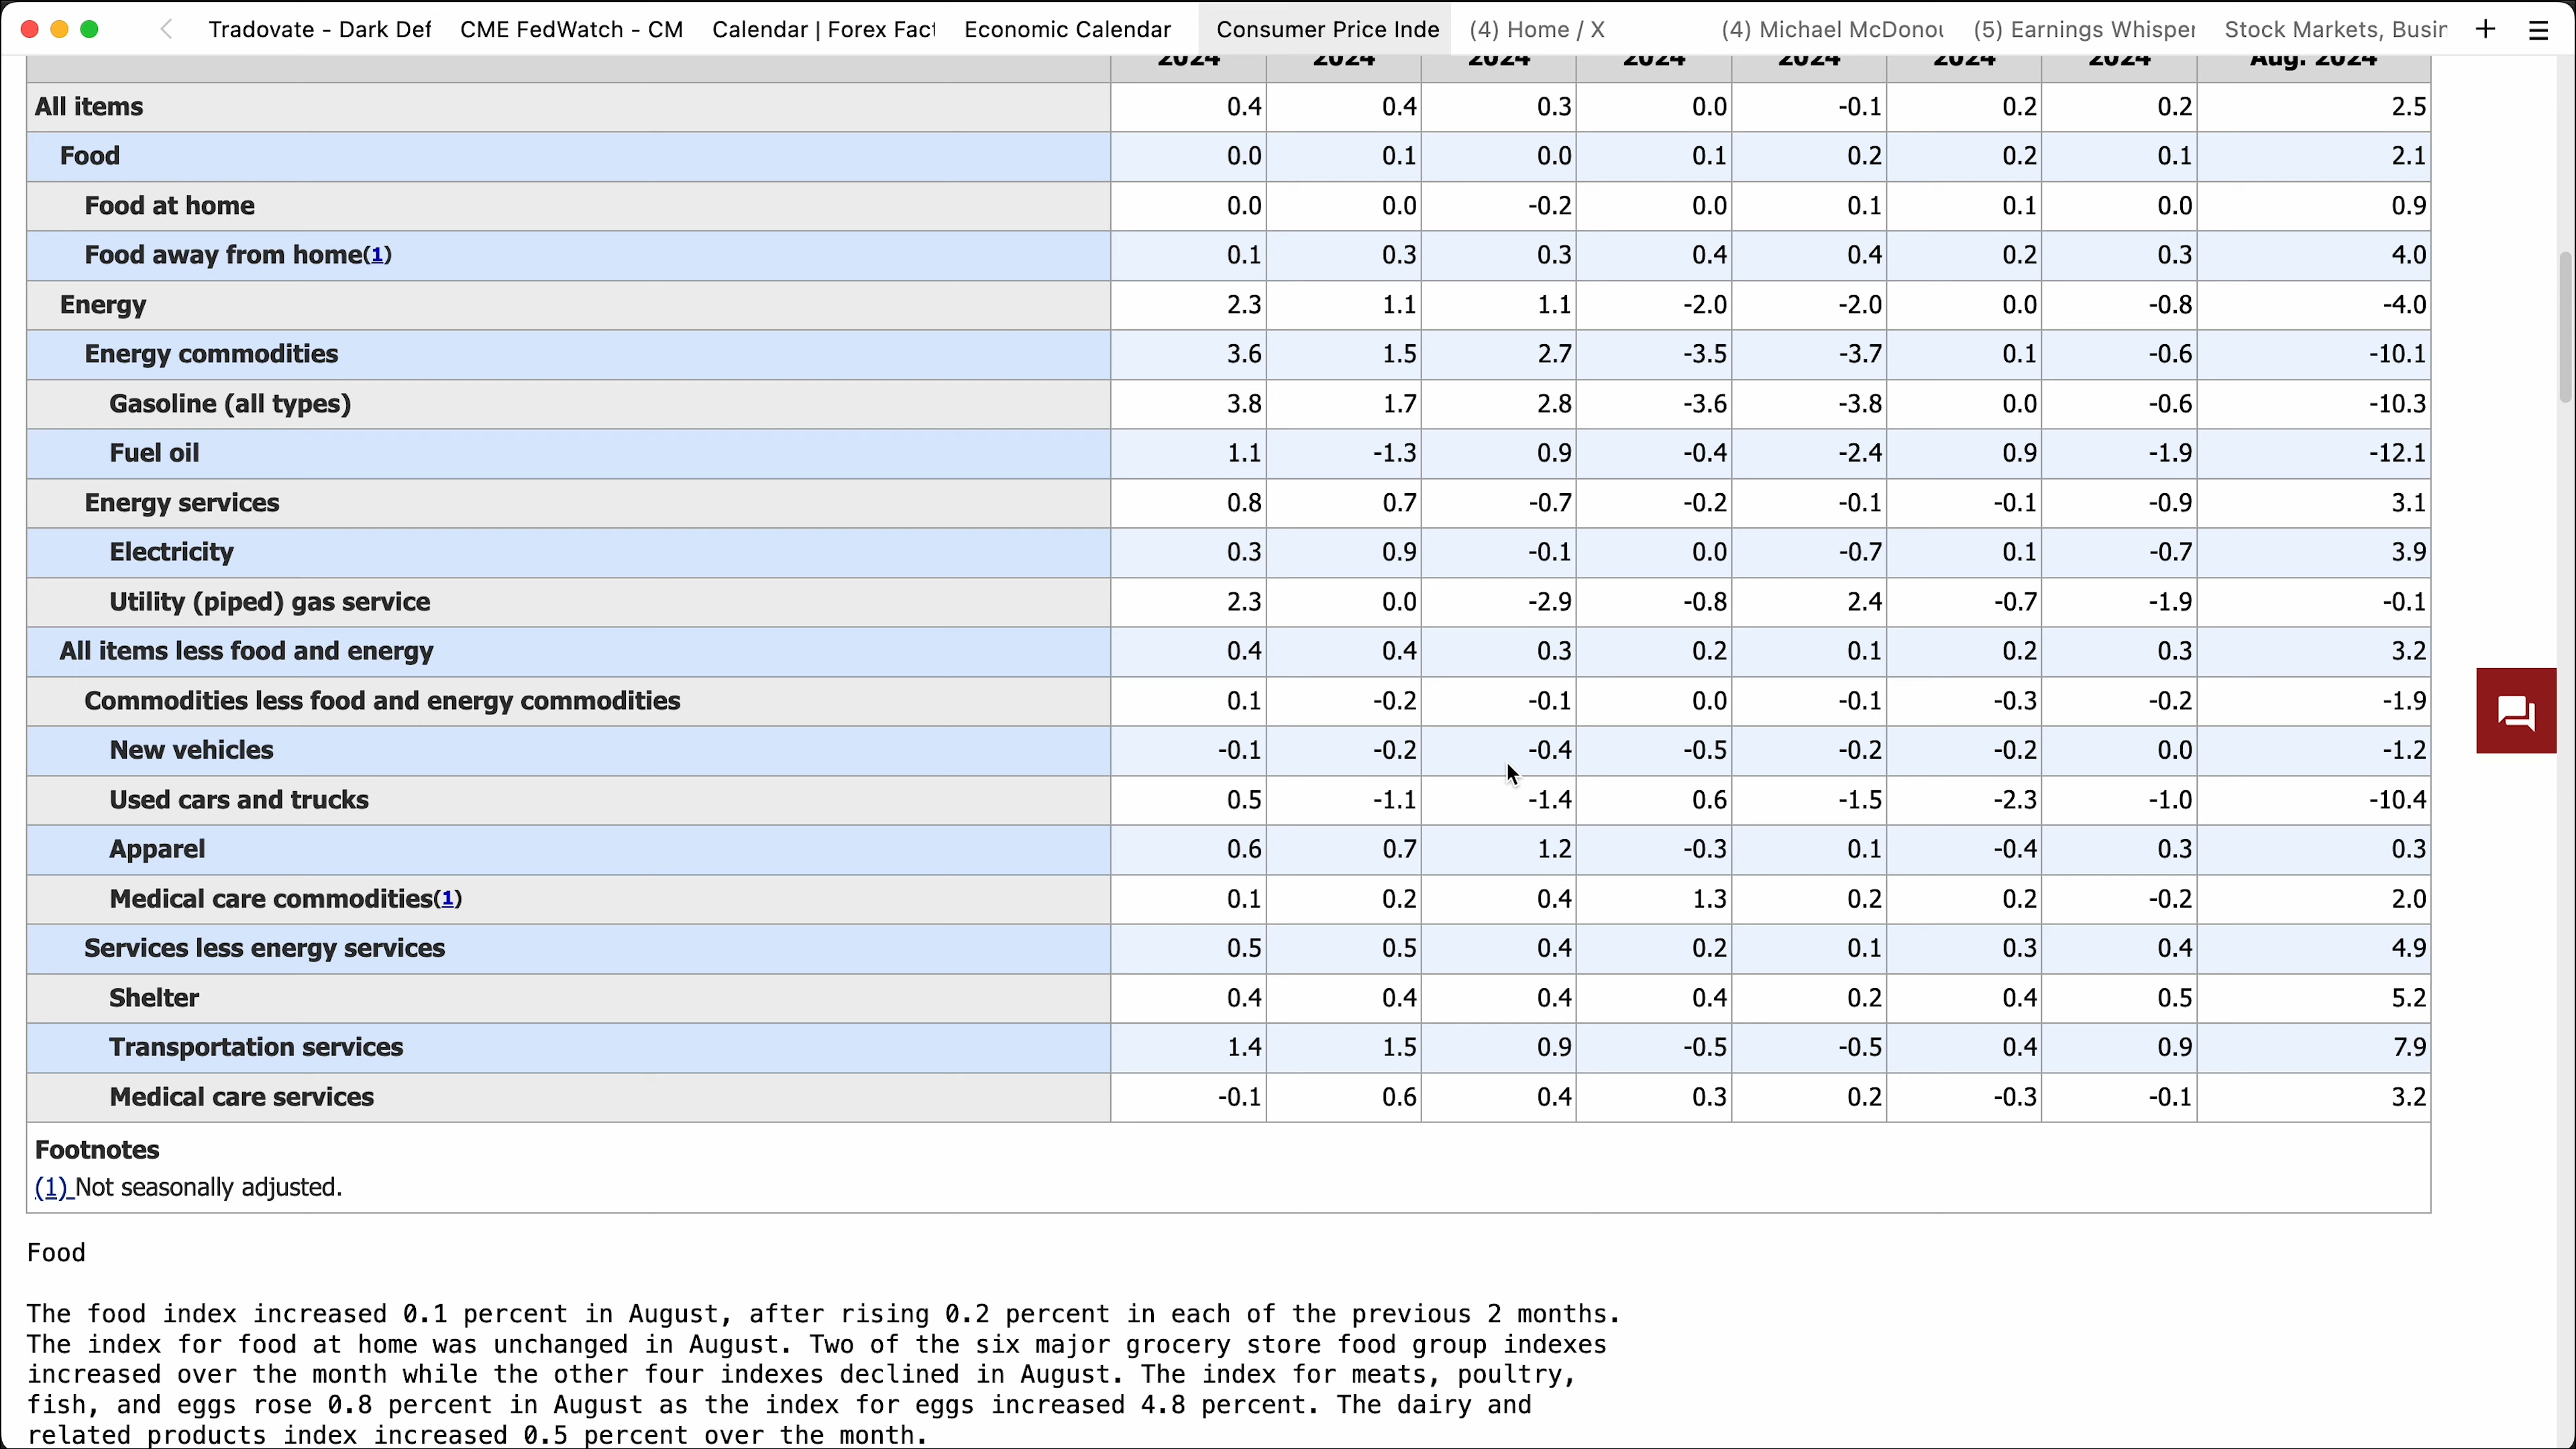 Tradovate - Dark Def CME FedWatch - CM Calendar | Forex Fact Economic Calendar Consumer Price Inde (4) Home / X (4) Michael McDonou (5) Earnings Whisper Stock Markets, Busin
2024 2024 2024 2024 2024 2024 2024 Aug. 2024
All items 0.4 0.4 0.3 0.0 -0.1 0.2 0.2 2.5
Food 0.0 0.1 0.0 0.1 0.2 0.2 0.1 2.1
Food at home 0.0 0.0 -0.2 0.0 0.1 0.1 0.0 0.9
Food away from home(1) 0.1 0.3 0.3 0.4 0.4 0.2 0.3 4.0
Energy 2.3 1.1 1.1 -2.0 -2.0 0.0 -0.8 -4.0
Energy commodities 3.6 1.5 2.7 -3.5 -3.7 0.1 -0.6 -10.1
Gasoline (all types) 3.8 1.7 2.8 -3.6 -3.8 0.0 -0.6 -10.3
Fuel oil 1.1 -1.3 0.9 -0.4 -2.4 0.9 -1.9 -12.1
Energy services 0.8 0.7 -0.7 -0.2 -0.1 -0.1 -0.9 3.1
Electricity 0.3 0.9 -0.1 0.0 -0.7 0.1 -0.7 3.9
Utility (piped) gas service 2.3 0.0 -2.9 -0.8 2.4 -0.7 -1.9 -0.1
All items less food and energy 0.4 0.4 0.3 0.2 0.1 0.2 0.3 3.2
Commodities less food and energy commodities 0.1 -0.2 -0.1 0.0 -0.1 -0.3 -0.2 -1.9
New vehicles -0.1 -0.2 -0.4 -0.5 -0.2 -0.2 0.0 -1.2
Used cars and trucks 0.5 -1.1 -1.4 0.6 -1.5 -2.3 -1.0 -10.4
Apparel 0.6 0.7 1.2 -0.3 0.1 -0.4 0.3 0.3
Medical care commodities(1) 0.1 0.2 0.4 1.3 0.2 0.2 -0.2 2.0
Services less energy services 0.5 0.5 0.4 0.2 0.1 0.3 0.4 4.9
Shelter 0.4 0.4 0.4 0.4 0.2 0.4 0.5 5.2
Transportation services 1.4 1.5 0.9 -0.5 -0.5 0.4 0.9 7.9
Medical care services -0.1 0.6 0.4 0.3 0.2 -0.3 -0.1 3.2
Footnotes
(1) Not seasonally adjusted.
Food
The food index increased 0.1 percent in August, after rising 0.2 percent in each of the previous 2 months.
The index for food at home was unchanged in August. Two of the six major grocery store food group indexes
increased over the month while the other four indexes declined in August. The index for meats, poultry,
fish, and eggs rose 0.8 percent in August as the index for eggs increased 4.8 percent. The dairy and
related products index increased 0.5 percent over the month.